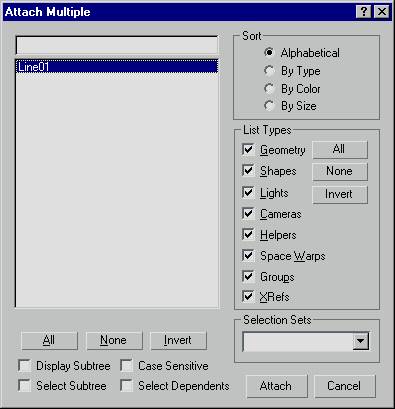 Attach Multiple
Line01
Sort
Alphabetical
By Type
By Color
By Size
List Types
Geometry All
Shapes None
Lights Invert
Cameras
Helpers
Space Warps
Groups
XRefs
All None Invert
Selection Sets
Display Subtree Case Sensitive
Select Subtree Select Dependents
Attach Cancel